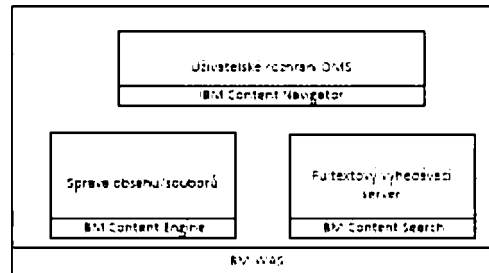 Uživatelské rozhraní DMS
IBM Content Navigator
Správa obsahu/souborů
IBM Content Engine
Fulltextový vyhledávací
server
IBM Content Search
IBM WAS